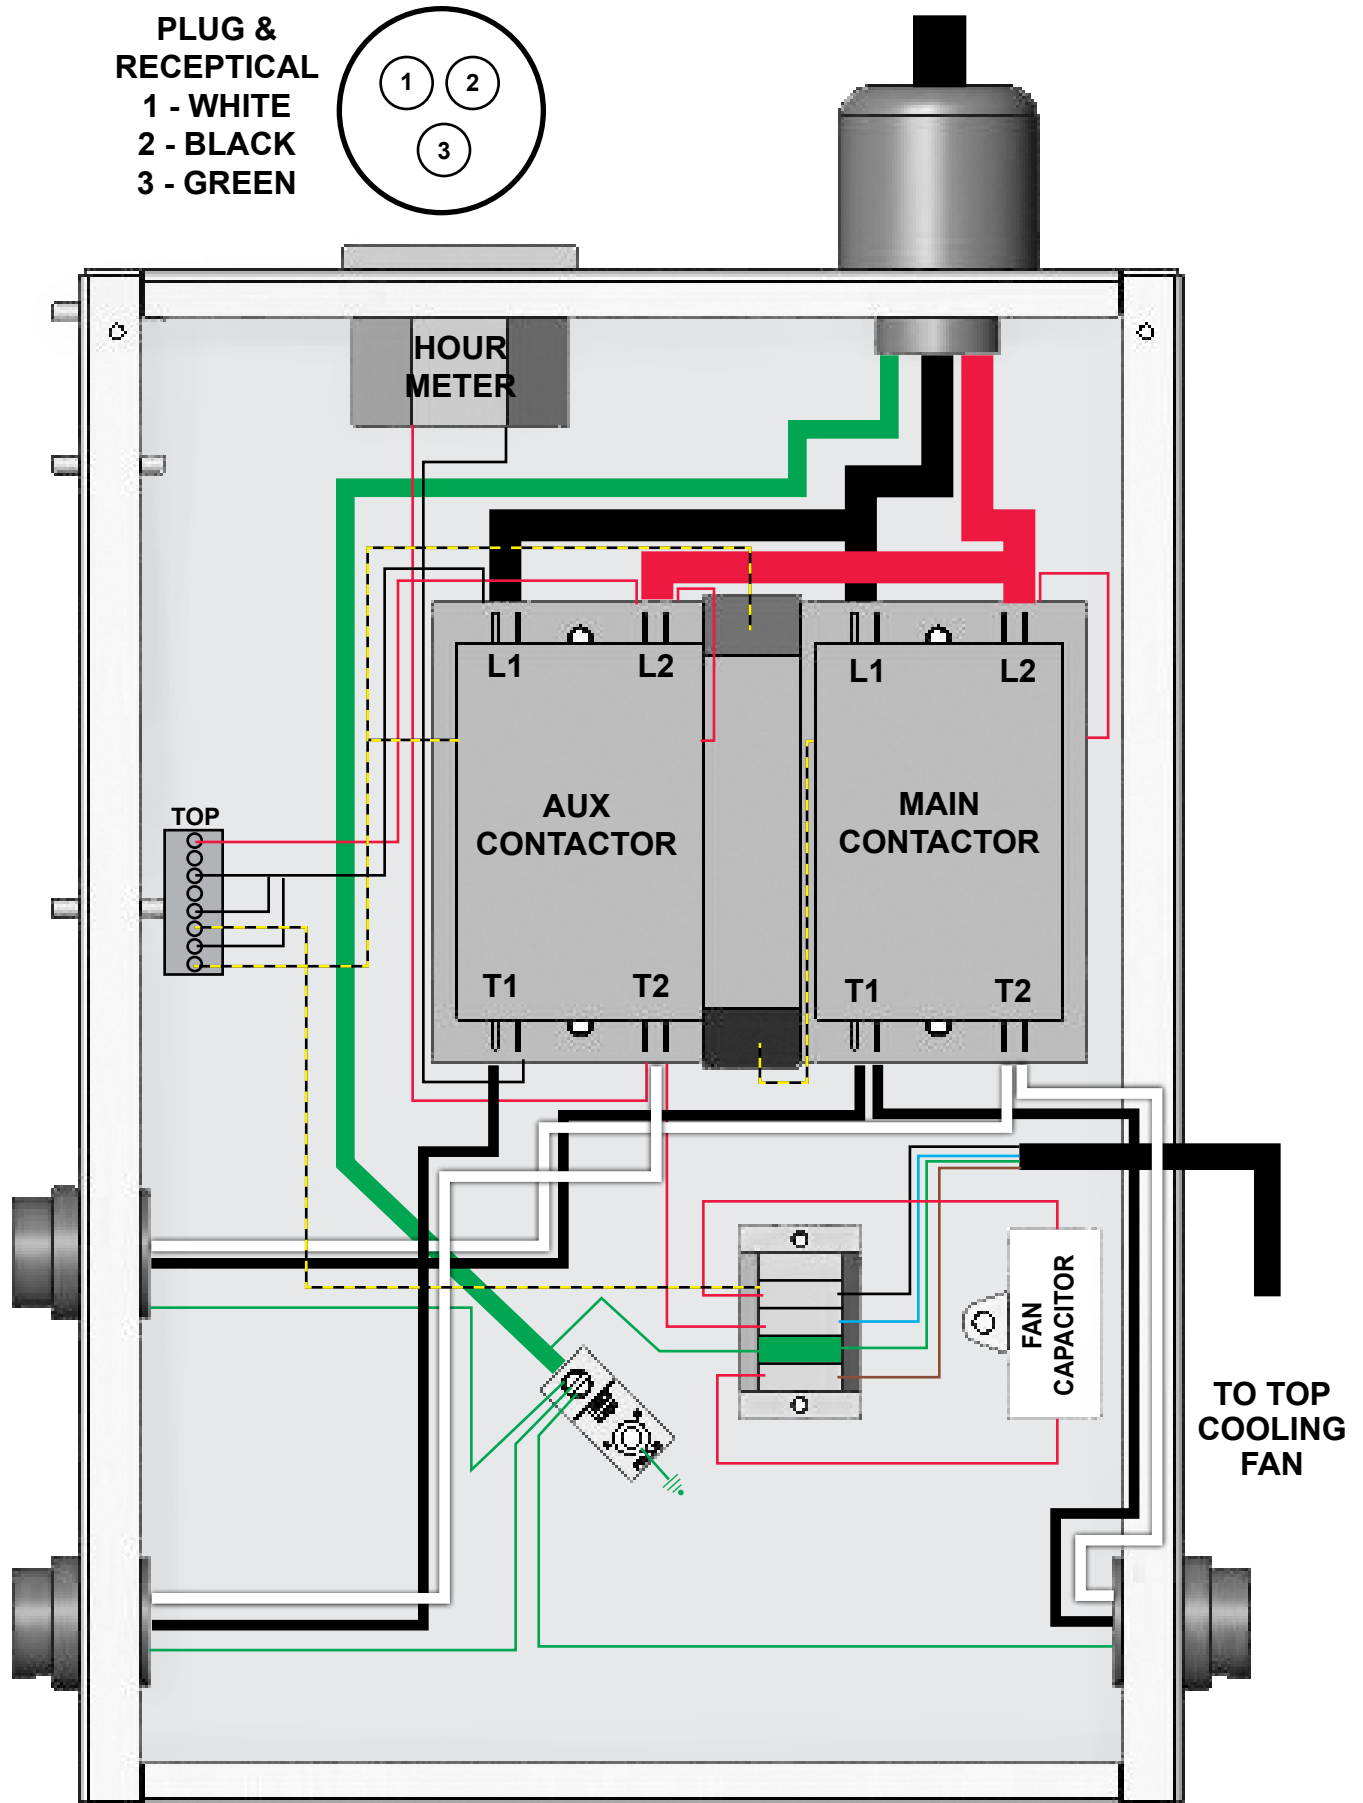 PLUG &
RECEPTICAL
1 - WHITE
2 - BLACK
3 - GREEN
1
2
3
HOUR
METER
L1
L2
L1
L2
AUX
CONTACTOR
MAIN
CONTACTOR
TOP
T1
T2
T1
T2
FAN
CAPACITOR
TO TOP
COOLING
FAN